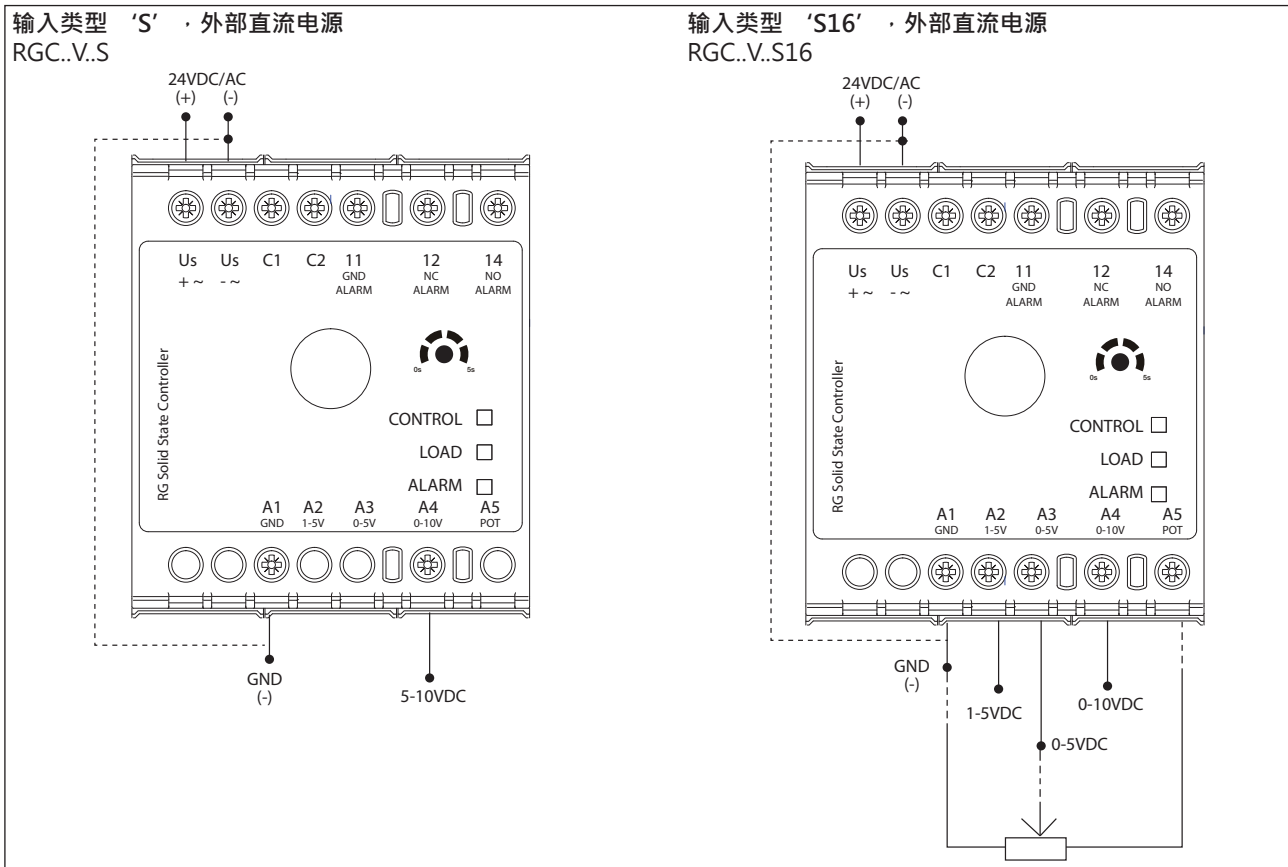 输入类型 ‘S’ ，外部直流电源
RGC..V..S
24VDC/AC
(+) (-)
Us Us C1 C2 11 12 14
+ ~ - ~ GND NC NO
ALARM ALARM ALARM
0s 5s
RG Solid State Controller
CONTROL
LOAD
ALARM
A1 A2 A3 A4 A5
GND 1-5V 0-5V 0-10V POT
GND
(-)
5-10VDC
输入类型 ‘S16’ ，外部直流电源
RGC..V..S16
24VDC/AC
(+) (-)
Us Us C1 C2 11 12 14
+ ~ - ~ GND NC NO
ALARM ALARM ALARM
0s 5s
RG Solid State Controller
CONTROL
LOAD
ALARM
A1 A2 A3 A4 A5
GND 1-5V 0-5V 0-10V POT
GND
(-)
1-5VDC
0-10VDC
0-5VDC